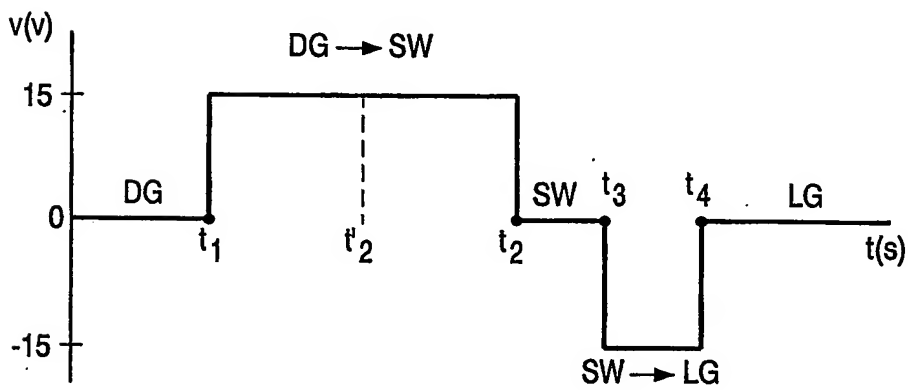 v(v)
DG → SW
15
DG
SW
t3
t4
LG
0
t1
t'2
t2
t(s)
-15
SW → LG